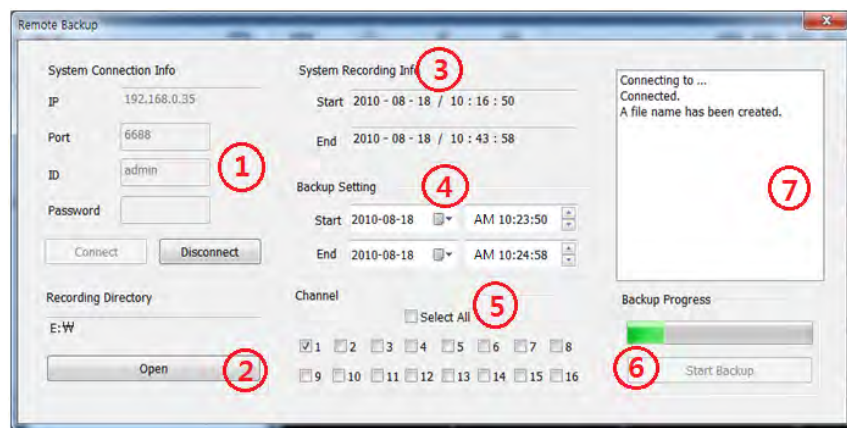 Remote Backup
System Connection Info
IP 192.168.0.35
Port 6688
ID admin
Password
Connect Disconnect
1
Recording Directory
E:₩
Open
2
System Recording Inf
3
Start 2010 - 08 - 18 / 10 : 16 : 50
End 2010 - 08 - 18 / 10 : 43 : 58
Backup Setting
4
Start 2010-08-18 AM 10:23:50
End 2010-08-18 AM 10:24:58
Channel
5
Select All
1 2 3 4 5 6 7 8
9 10 11 12 13 14 15 16
Connecting to ...
Connected.
A file name has been created.
7
Backup Progress
6
Start Backup